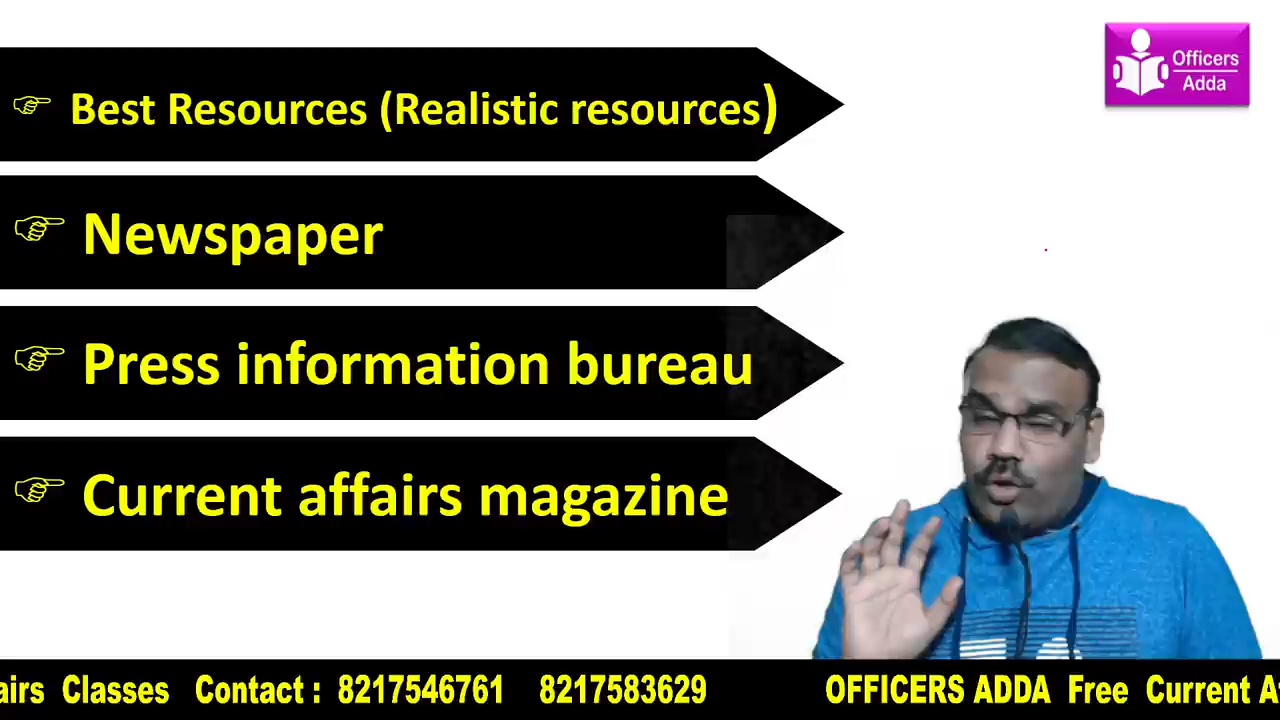 Best Resources (Realistic resources)
Officers
Adda
Newspaper
Press information bureau
Current affairs magazine
airs Classes Contact : 8217546761 8217583629 OFFICERS ADDA Free Current Af